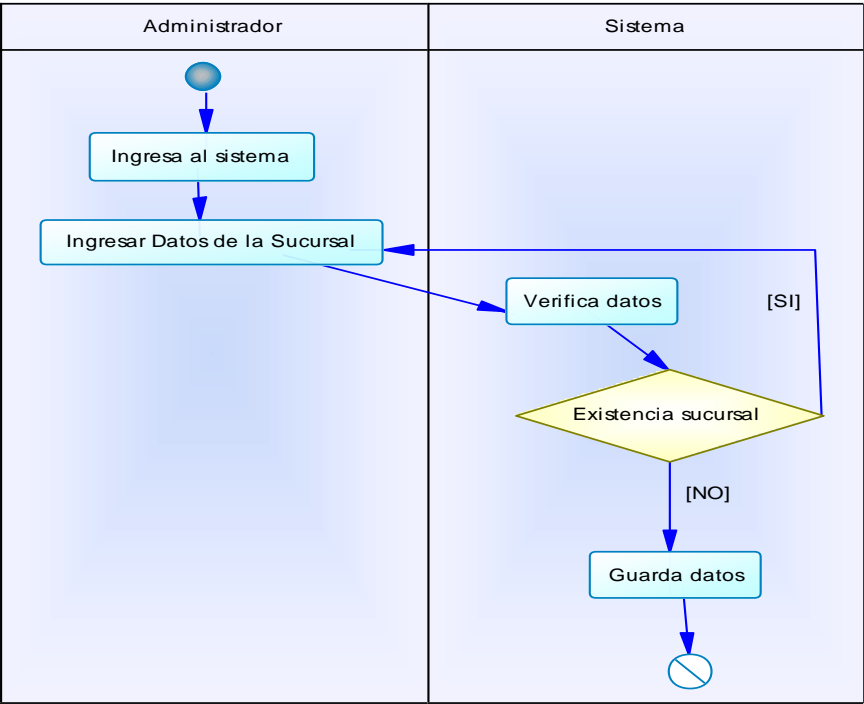 Administrador
Sistema
Ingresa al sistema
Ingresar Datos de la Sucursal
Verifica datos
[SI]
Existencia sucursal
[NO]
Guarda datos